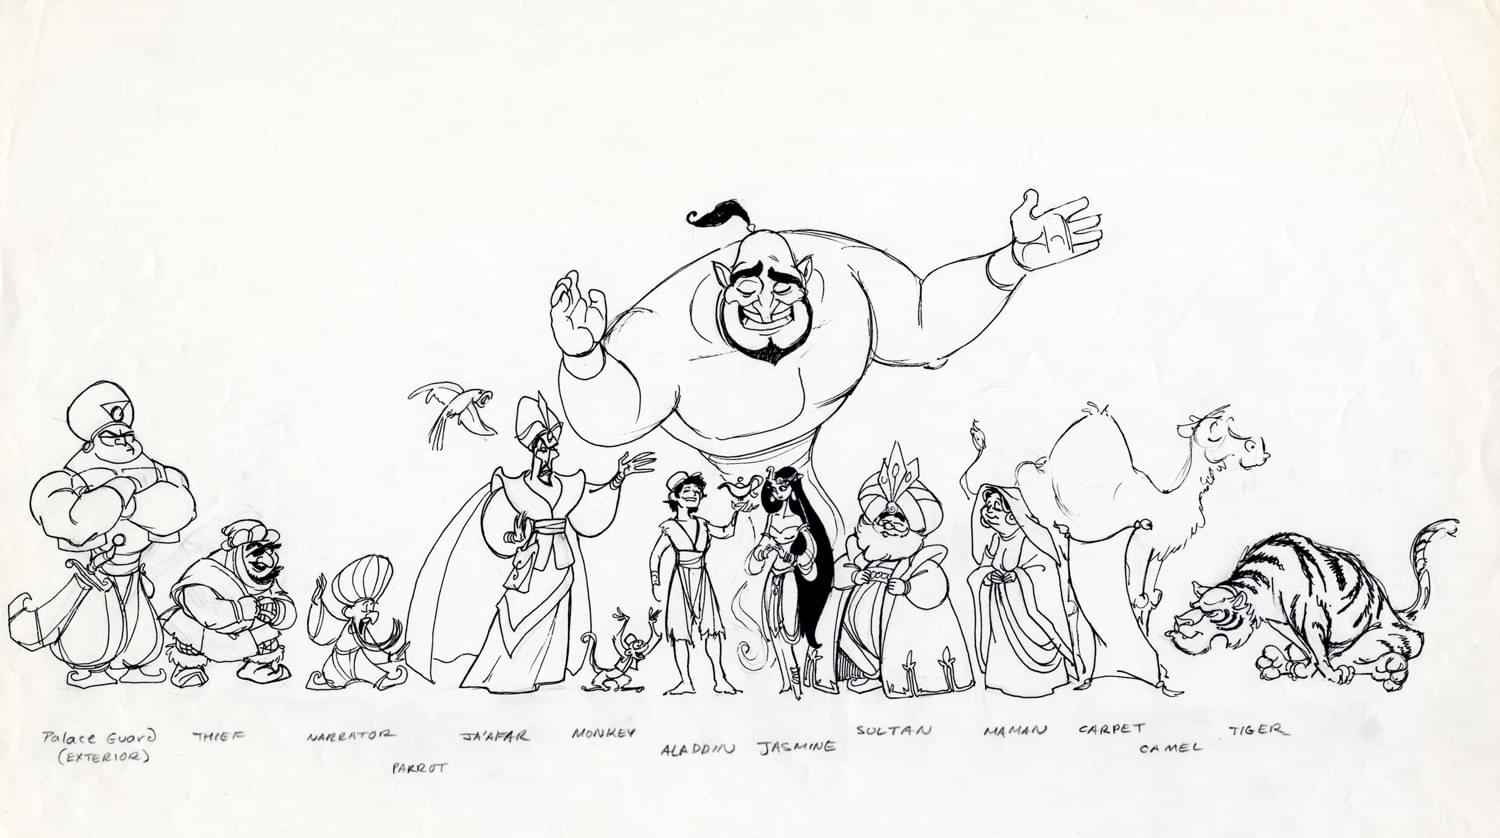 Palace Guard
(EXTERIOR)
THIEF
NARRATOR
PARROT
JA'AFAR
MONKEY
ALADDIN
JASMINE
SULTAN
MAMAN
CARPET
CAMEL
TIGER